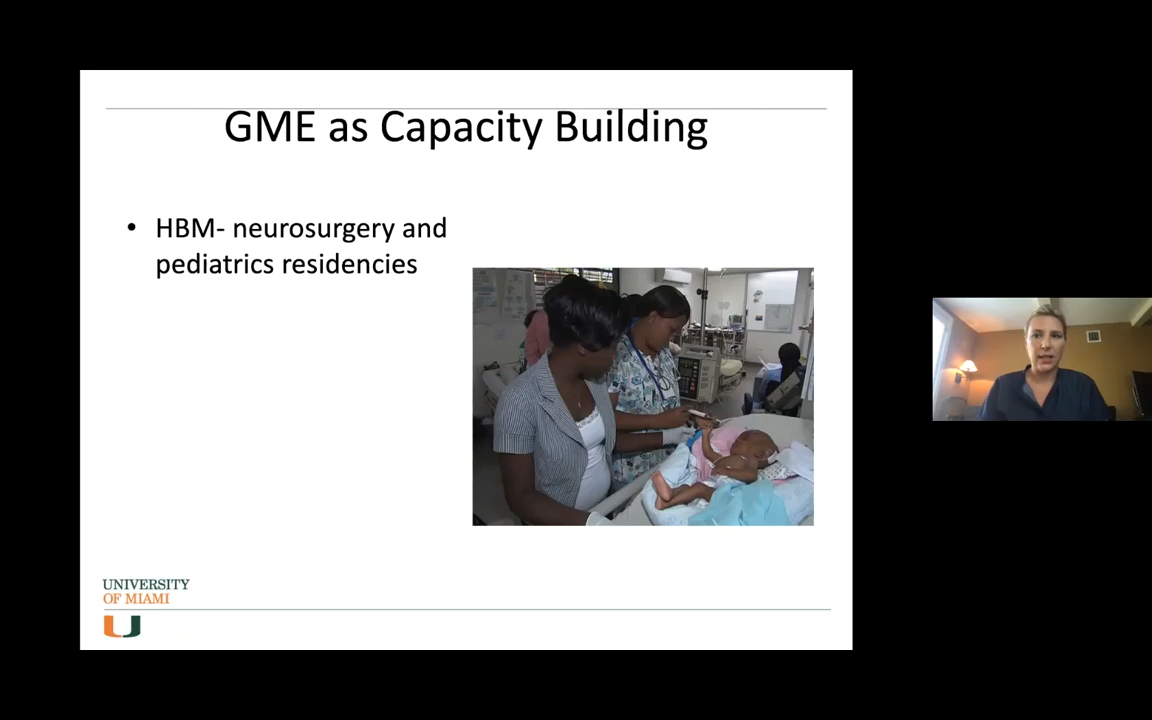 GME as Capacity Building
• HBM- neurosurgery and
pediatrics residencies
UNIVERSITY
OF MIAMI